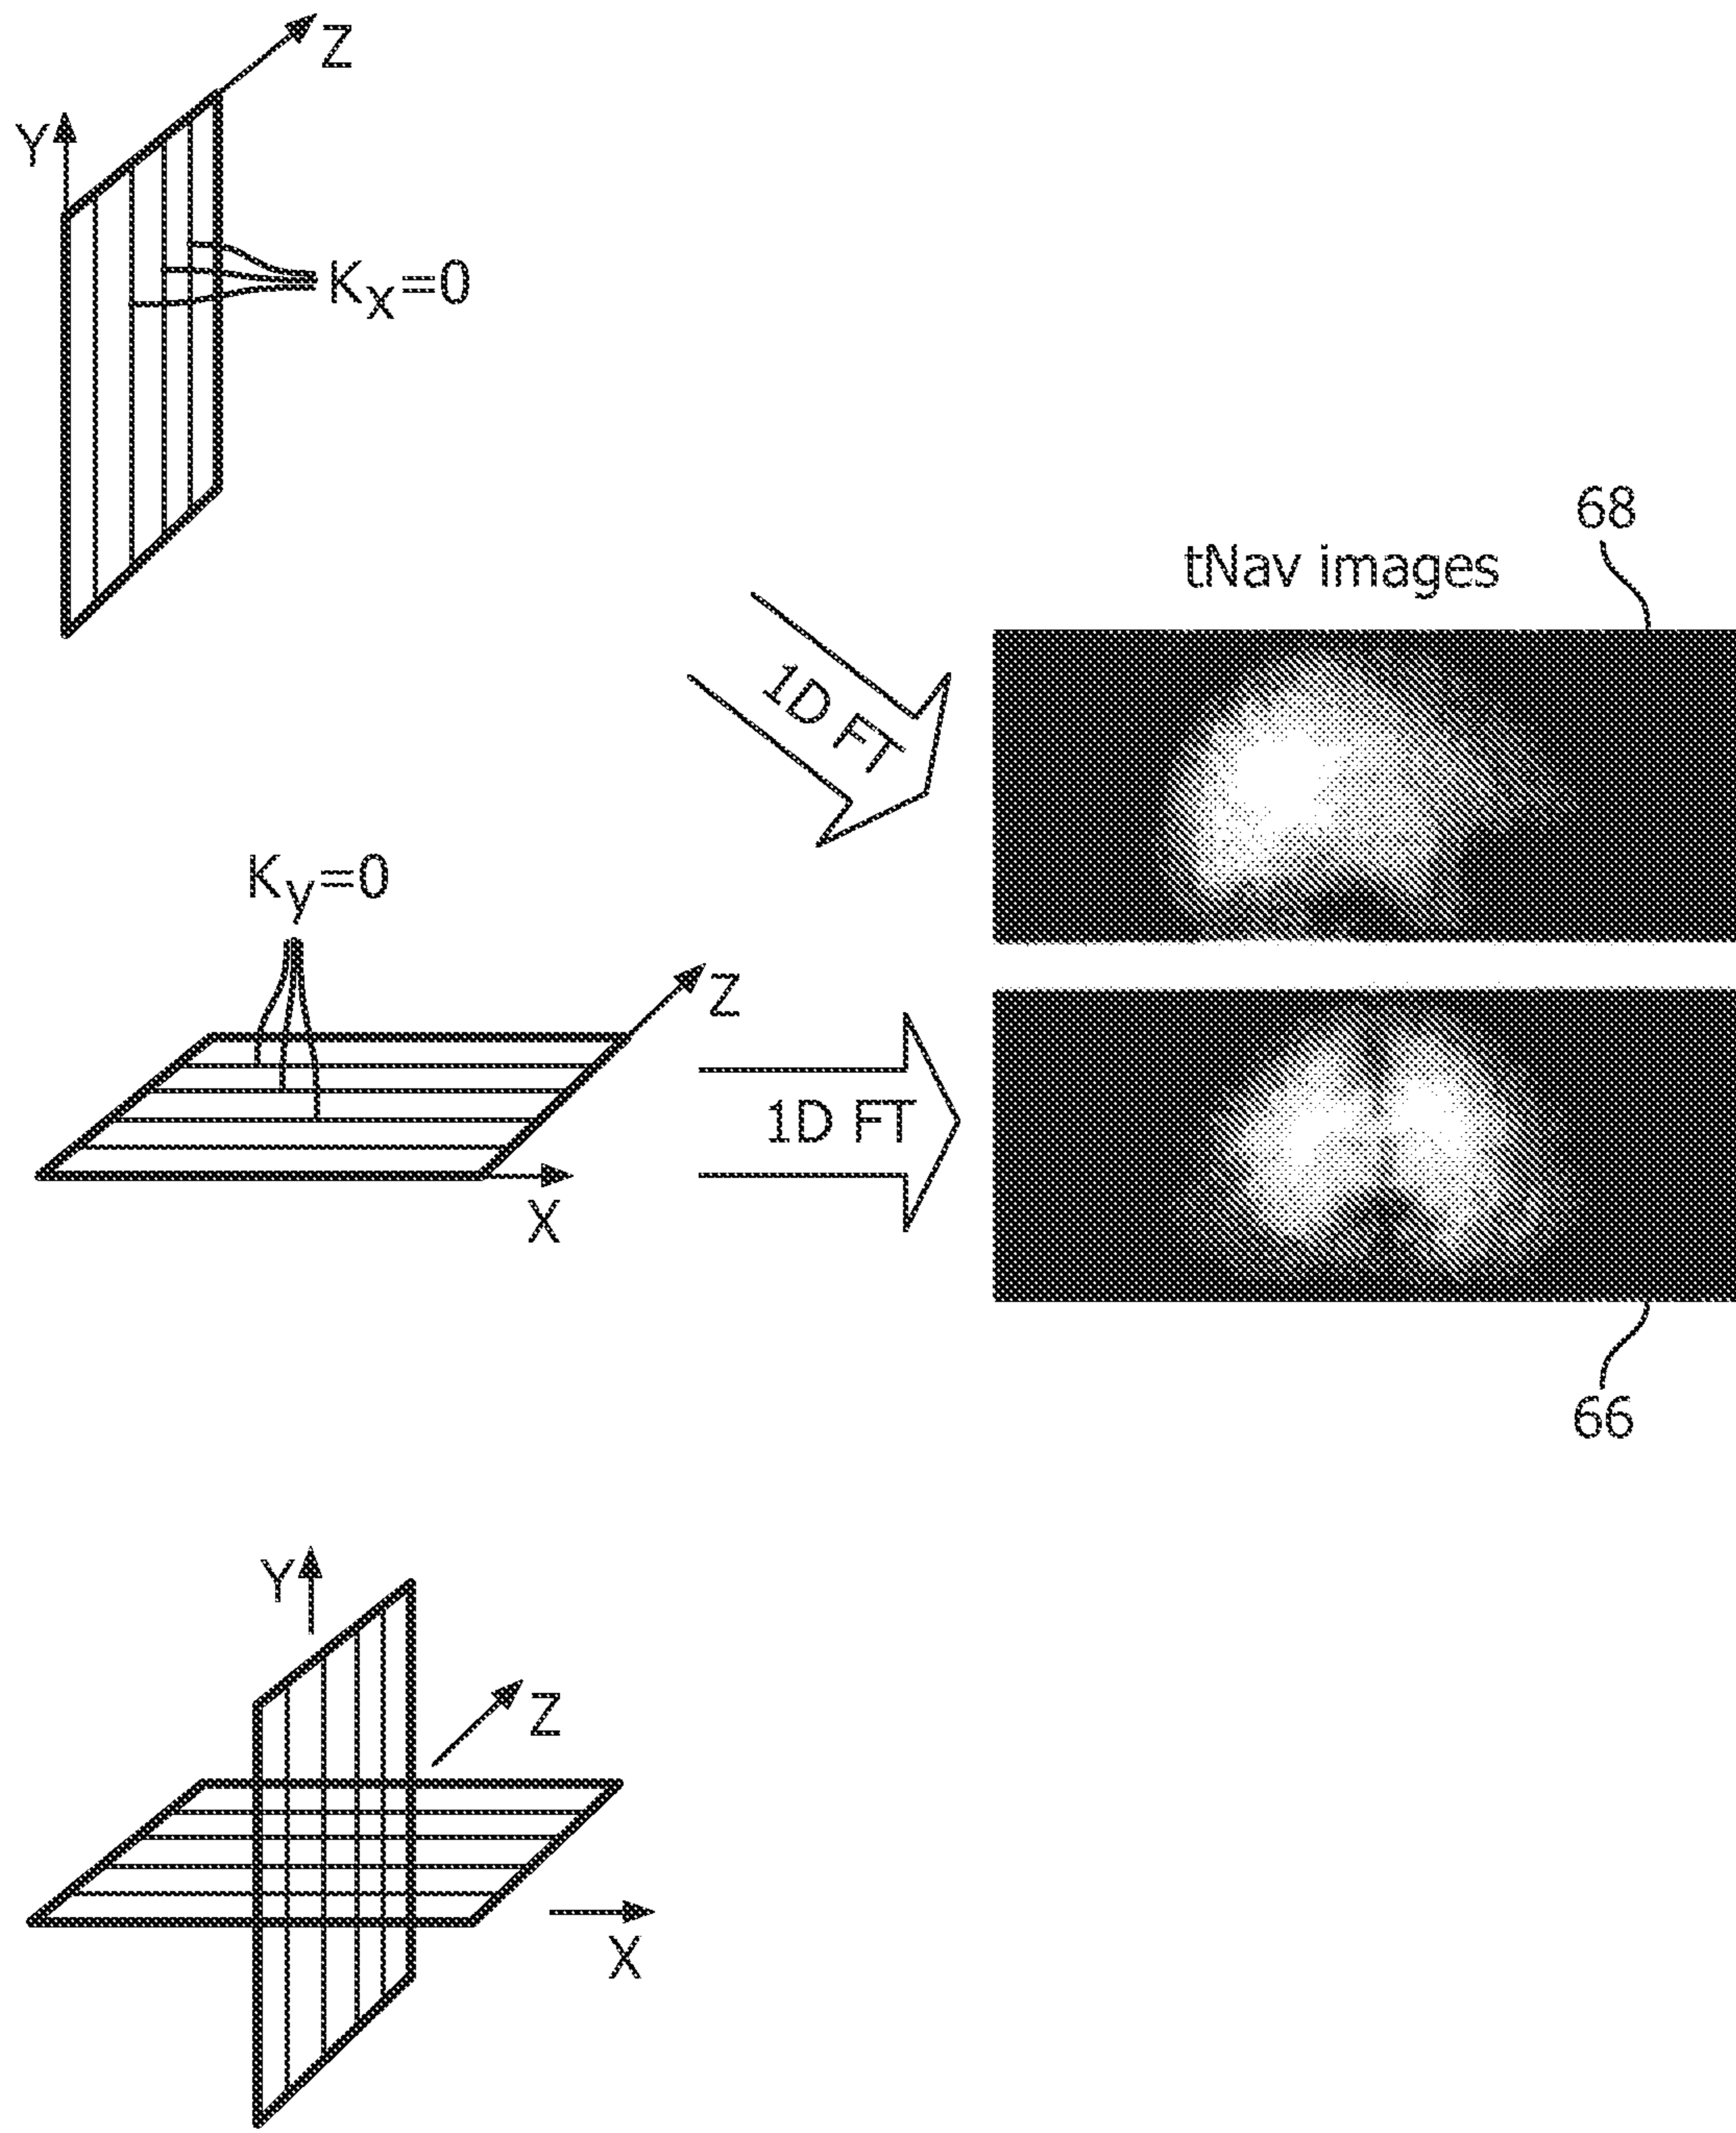 Z
Y
Kx=0
68
tNav images
1D FT
Ky=0
Z
1D FT
X
66
Y
Z
X